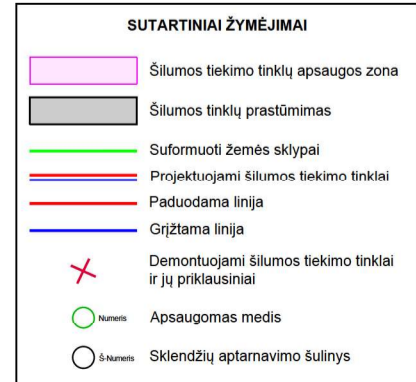 SUTARTINIAI ŽYMĖJIMAI
Šilumos tiekimo tinklų apsaugos zona
Šilumos tinklų prastūmimas
Suformuoti žemės sklypai
Projektuojami šilumos tiekimo tinklai
Paduodama linija
Grįžtama linija
Demontuojami šilumos tiekimo tinklai
ir jų priklausiniai
Numeris Apsaugomas medis
Š-Numeris Sklendžių aptarnavimo šulinys